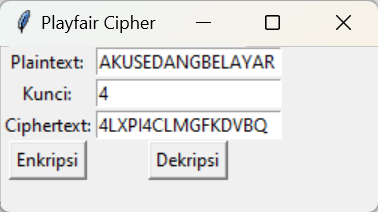 Playfair Cipher
Plaintext: AKUSEDANGBELAYAR
Kunci: 4
Ciphertext: 4LXPI4CLMGFKDVBQ
Enkripsi Dekripsi